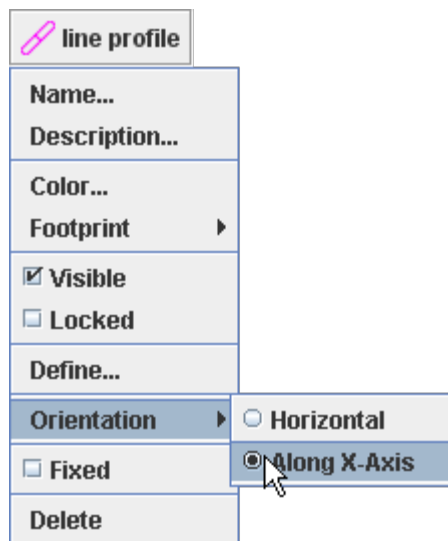 line profile
Name...
Description...
Color...
Footprint
Visible
Locked
Define...
Orientation
Horizontal
Along X-Axis
Fixed
Delete